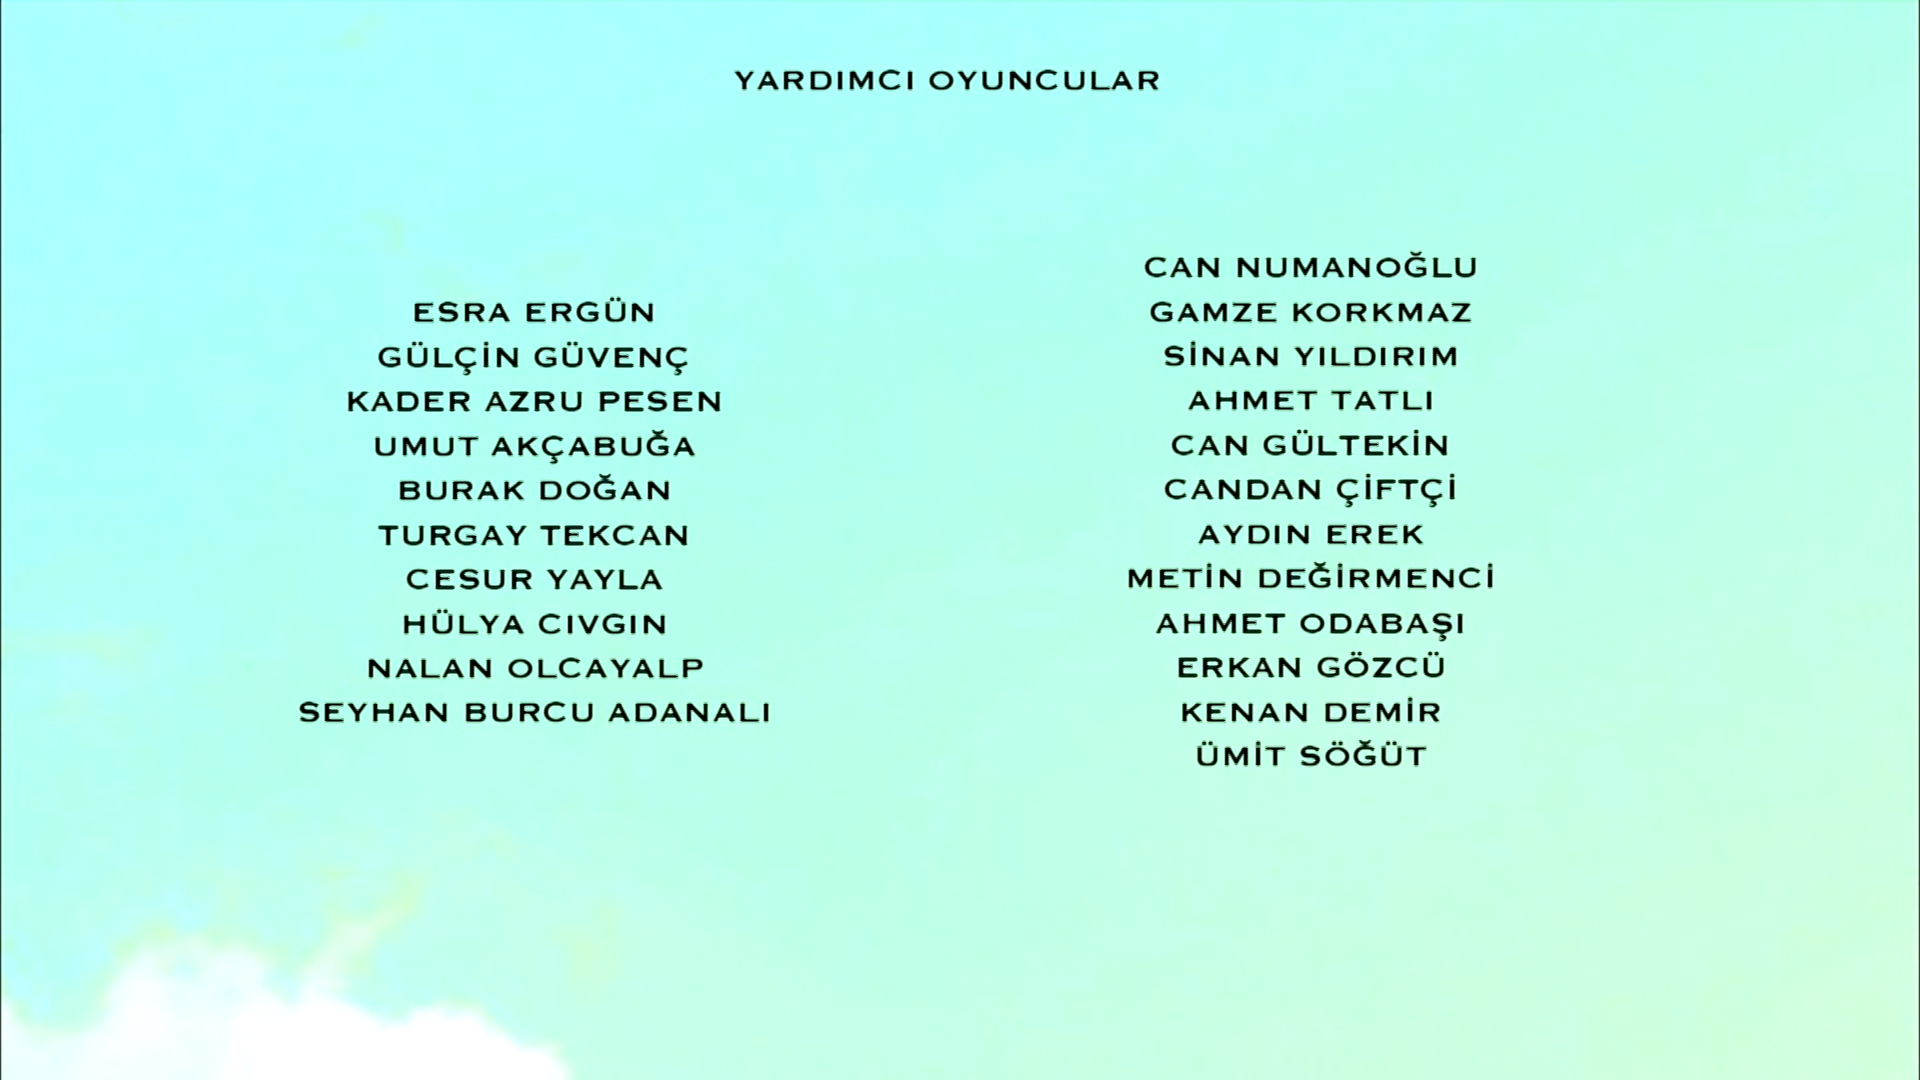 YARDIMCI OYUNCULAR
ESRA ERGÜN
GÜLÇİN GÜVENÇ
KADER AZRU PESEN
UMUT AKÇABUĞA
BURAK DOĞAN
TURGAY TEKCAN
CESUR YAYLA
HÜLYA CIVGIN
NALAN OLCAYALP
SEYHAN BURCU ADANALI
CAN NUMANOĞLU
GAMZE KORKMAZ
SİNAN YILDIRIM
AHMET TATLI
CAN GÜLTEKİN
CANDAN ÇİFTÇİ
AYDIN EREK
METİN DEĞİRMENCİ
AHMET ODABAŞI
ERKAN GÖZCÜ
KENAN DEMİR
ÜMİT SÖĞÜT